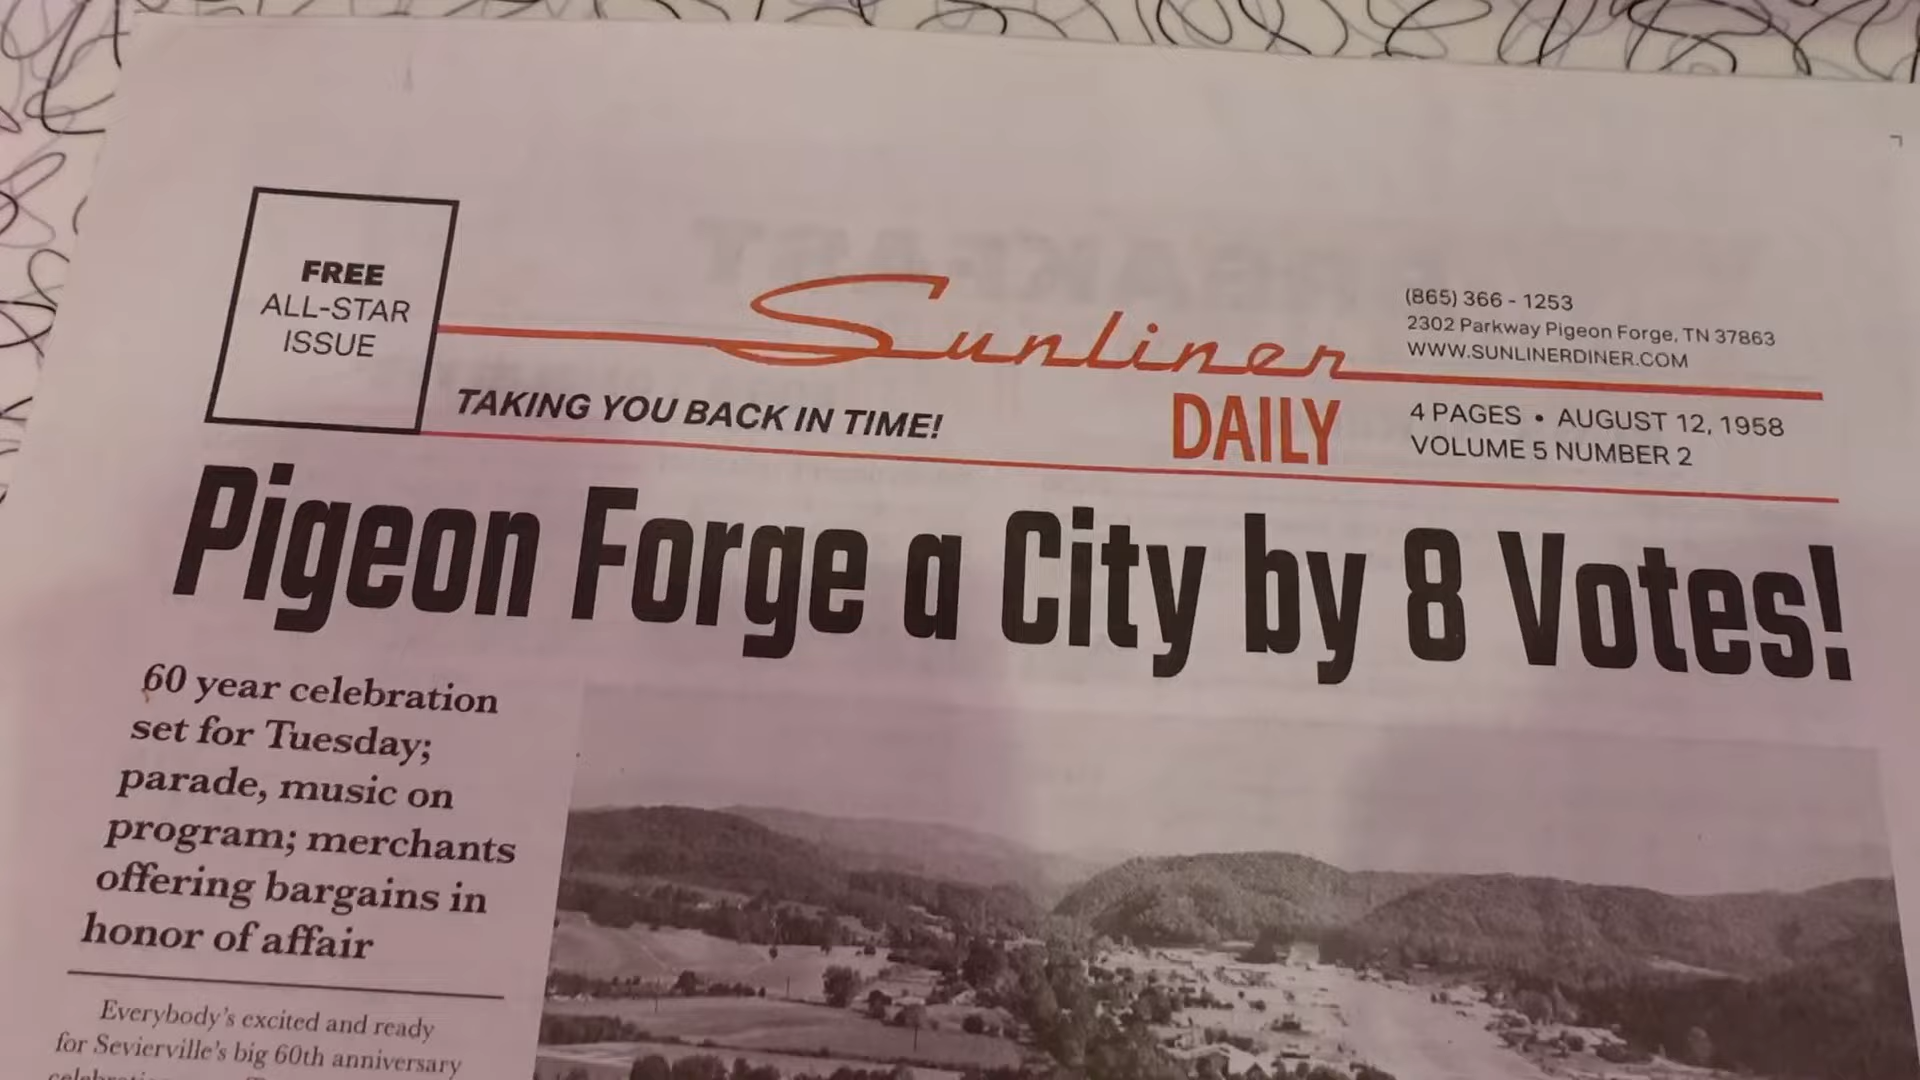 FREE
ALL-STAR
ISSUE
Sunliner
DAILY
TAKING YOU BACK IN TIME!
(865) 366 - 1253
2302 Parkway Pigeon Forge, TN 37863
WWW.SUNLINERDINER.COM
4 PAGES • AUGUST 12, 1958
VOLUME 5 NUMBER 2
Pigeon Forge a City by 8 Votes!
60 year celebration
set for Tuesday;
parade, music on
program; merchants
offering bargains in
honor of affair
Everybody's excited and ready
for Sevierville's big 60th anniversary